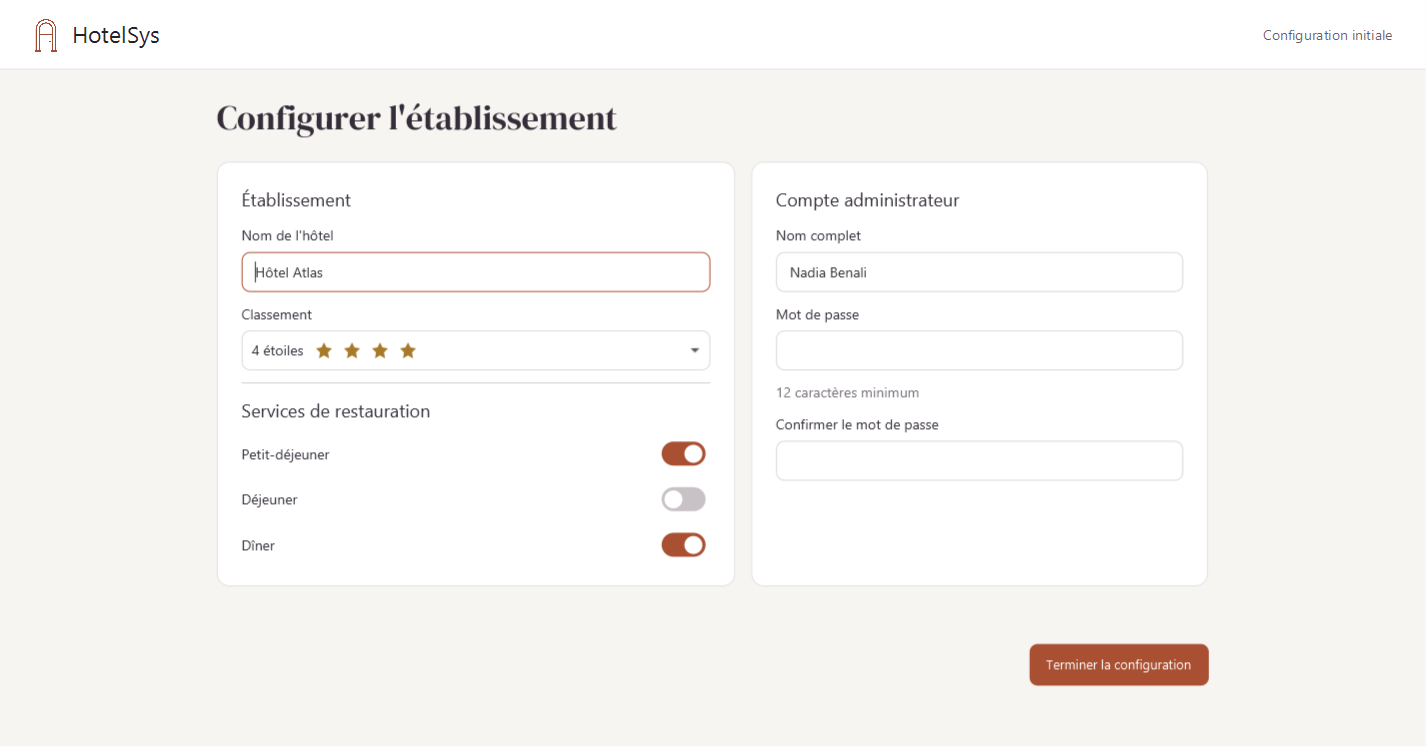 HotelSys
Configuration initiale
Configurer l'établissement
Établissement
Nom de l'hôtel
Hôtel Atlas
Classement
4 étoiles
Services de restauration
Petit-déjeuner
Déjeuner
Dîner
Compte administrateur
Nom complet
Nadia Benali
Mot de passe
12 caractères minimum
Confirmer le mot de passe
Terminer la configuration